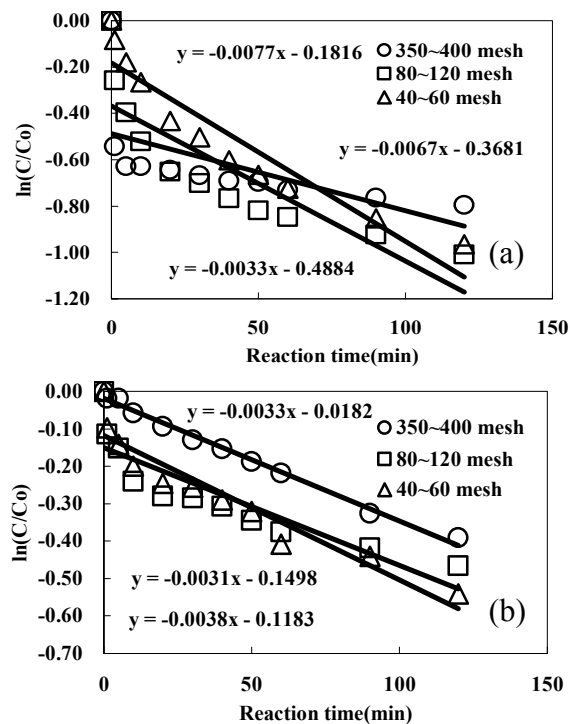 0.00
-0.20
-0.40
-0.60
-0.80
-1.00
-1.20
ln(C/Co)
y = -0.0077x - 0.1816
350~400 mesh
80~120 mesh
40~60 mesh
y = -0.0067x - 0.3681
y = -0.0033x - 0.4884
(a)
0
50
100
150
Reaction time(min)
0.00
-0.10
-0.20
-0.30
-0.40
-0.50
-0.60
-0.70
ln(C/Co)
y = -0.0033x - 0.0182
350~400 mesh
80~120 mesh
40~60 mesh
y = -0.0031x - 0.1498
y = -0.0038x - 0.1183
(b)
0
50
100
150
Reaction time(min)